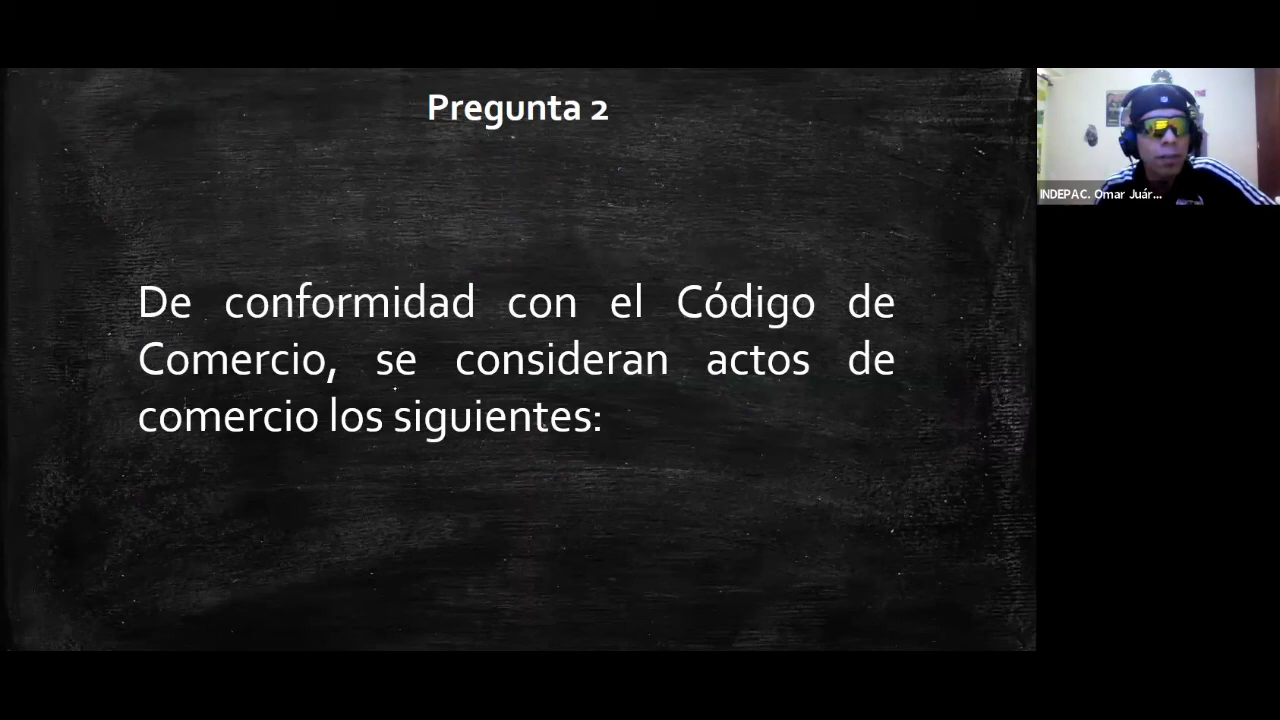 Pregunta 2
De conformidad con el Código de
Comercio, se consideran actos de
comercio los siguientes:
INDEPAC. Omar Juár...